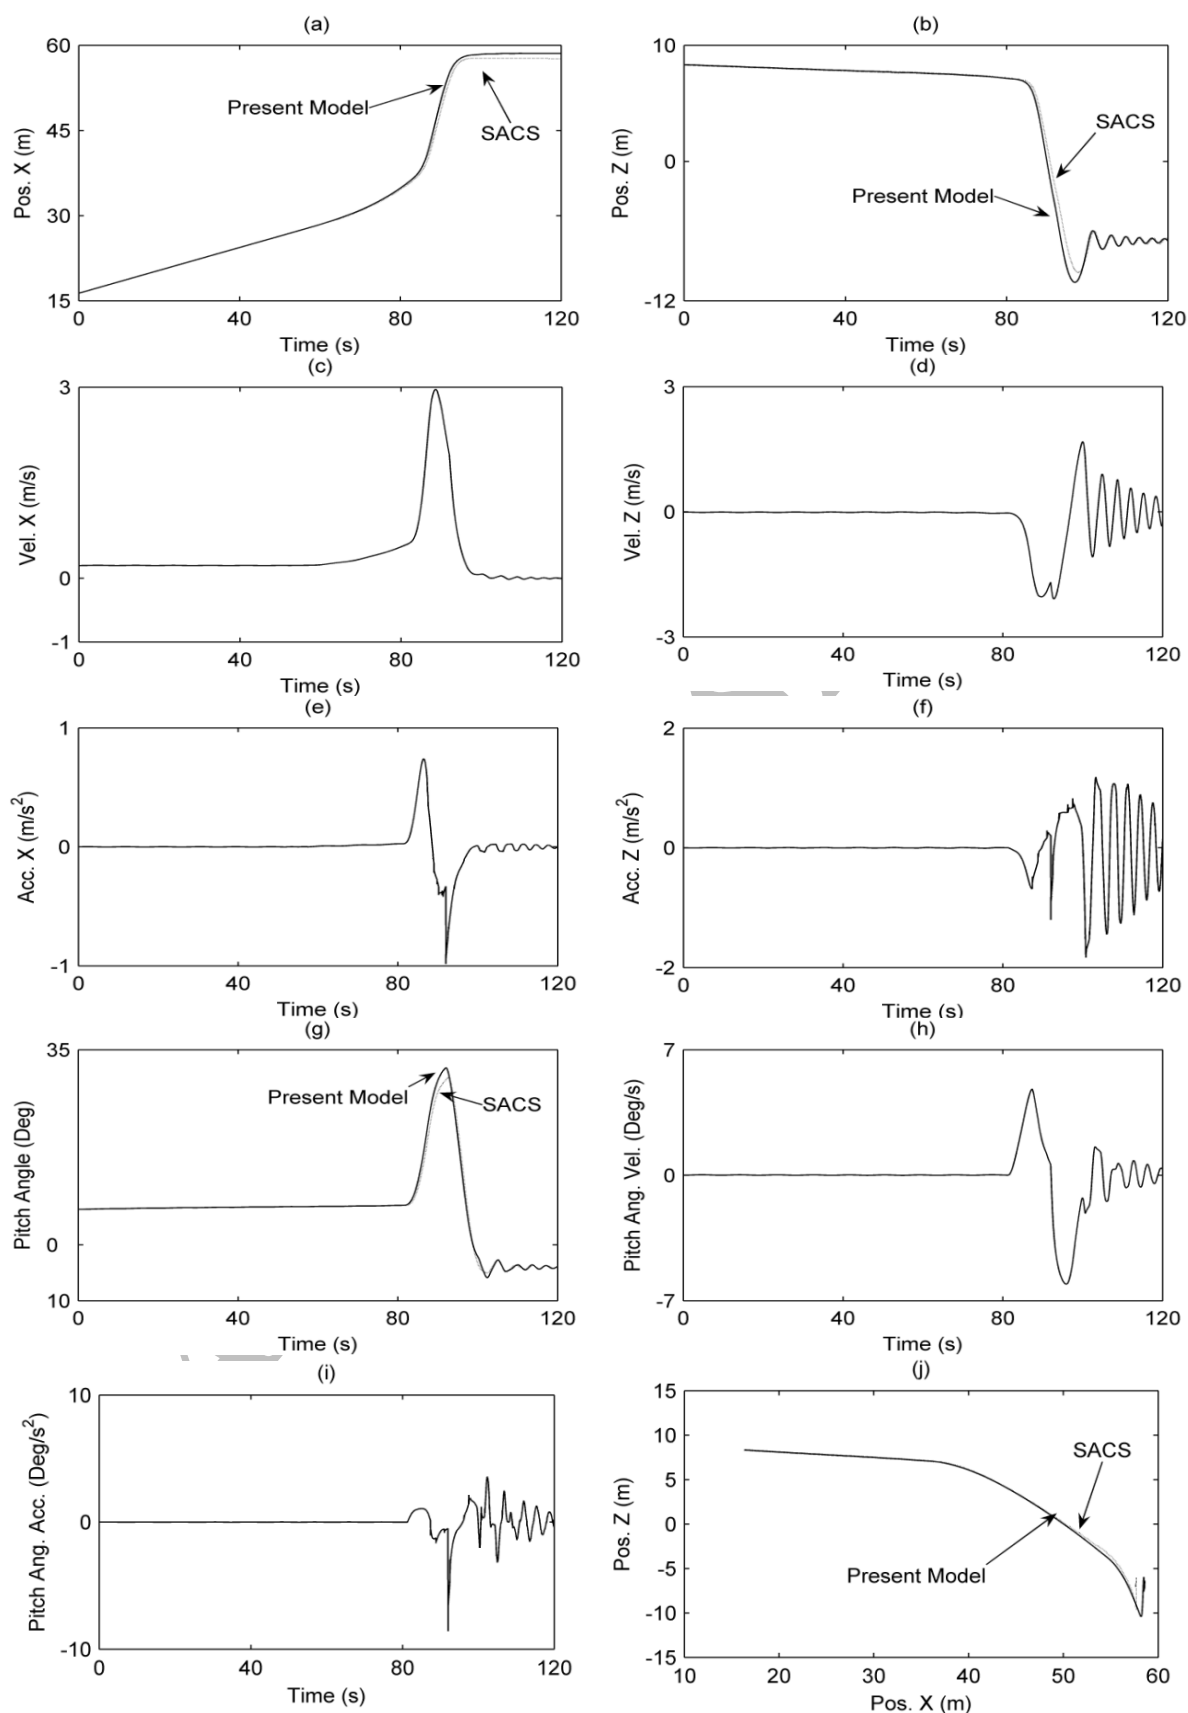 (a)
60
45
30
15
Pos. X (m)
Present Model
SACS
0
40
80
120
Time (s)
(b)
10
0
-12
Pos. Z (m)
SACS
Present Model
0
40
80
120
Time (s)
(c)
3
0
-1
Vel. X (m/s)
0
40
80
120
Time (s)
(d)
3
0
-3
Vel. Z (m/s)
0
40
80
120
Time (s)
(e)
1
0
-1
Acc. X (m/s²)
0
40
80
120
Time (s)
(f)
2
0
-2
Acc. Z (m/s²)
0
40
80
120
Time (s)
(g)
35
0
10
Pitch Angle (Deg)
Present Model
SACS
0
40
80
120
Time (s)
(h)
7
0
-7
Pitch Ang. Vel. (Deg/s)
0
40
80
120
Time (s)
(i)
10
0
-10
Pitch Ang. Acc. (Deg/s²)
0
40
80
120
Time (s)
(j)
15
10
5
0
-5
-10
-15
Pos. Z (m)
SACS
Present Model
10
20
30
40
50
60
Pos. X (m)